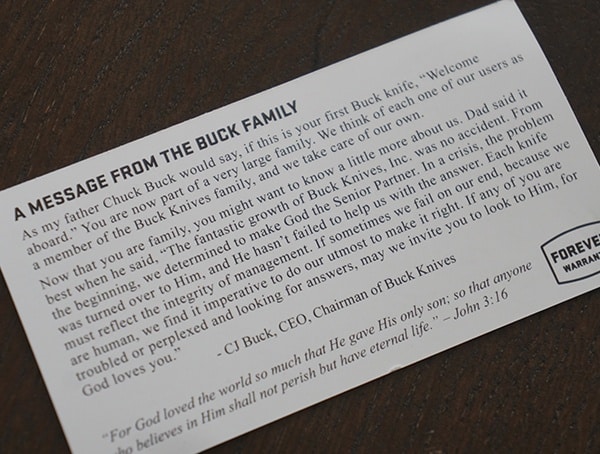 A MESSAGE FROM THE BUCK FAMILY
As my father Chuck Buck would say, if this is your first Buck knife, “Welcome
aboard.” You are now part of a very large family. We think of each one of our users as
a member of the Buck Knives family, and we take care of our own.
Now that you are family, you might want to know a little more about us. Dad said it
best when he said, “The fantastic growth of Buck Knives, Inc. was no accident. From
the beginning, we determined to make God the Senior Partner. In a crisis, the problem
was turned over to Him, and He hasn’t failed to help us with the answer. Each knife
must reflect the integrity of management. If sometimes we fail on our end, because we
are human, we find it imperative to do our utmost to make it right. If any of you are
troubled or perplexed and looking for answers, may we invite you to look to Him, for
God loves you.”
- CJ Buck, CEO, Chairman of Buck Knives
“For God loved the world so much that He gave His only son; so that anyone
who believes in Him shall not perish but have eternal life.” – John 3:16
FOREVER
WARRANTY